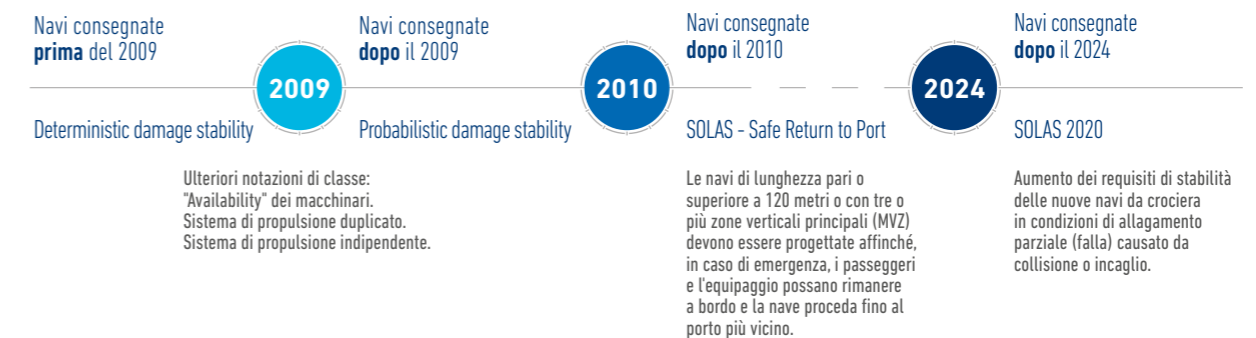 Navi consegnate
prima del 2009
2009
Navi consegnate
dopo il 2009
2010
Navi consegnate
dopo il 2010
2024
Navi consegnate
dopo il 2024
Deterministic damage stability
Probabilistic damage stability
SOLAS - Safe Return to Port
SOLAS 2020
Ulteriori notazioni di classe:
"Availability" dei macchinari.
Sistema di propulsione duplicato.
Sistema di propulsione indipendente.
Le navi di lunghezza pari o
superiore a 120 metri o con tre o
più zone verticali principali (MVZ)
devono essere progettate affinché,
in caso di emergenza, i passeggeri
e l'equipaggio possano rimanere
a bordo e la nave proceda fino al
porto più vicino.
Aumento dei requisiti di stabilità
delle nuove navi da crociera
in condizioni di allagamento
parziale (falla) causato da
collisione o incaglio.